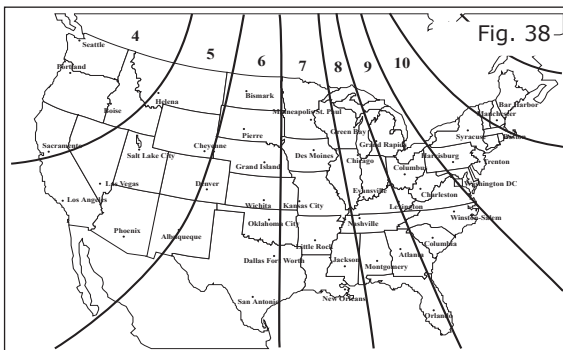 Fig. 38
4
5
6
7
8
9
10
Seattle
Portland
Boise
Helena
Bismark
Minneapolis St. Paul
Green Bay
Grand Rapids
Syracuse
Manchester
Bar Harbor
Boston
Sacramento
Salt Lake City
Cheyenne
Pierre
Grand Island
Des Moines
Chicago
Columbus
Harrisburg
Trenton
Washington DC
Las Vegas
Denver
Wichita
Kansas City
Evansville
Lexington
Charleston
Winston-Salem
Los Angeles
Phoenix
Albuqueque
Oklahoma City
Little Rock
Nashville
Columbia
Atlanta
Dallas Fort Worth
Jackson
Montgomery
San Antonio
New Orleans
Orlando